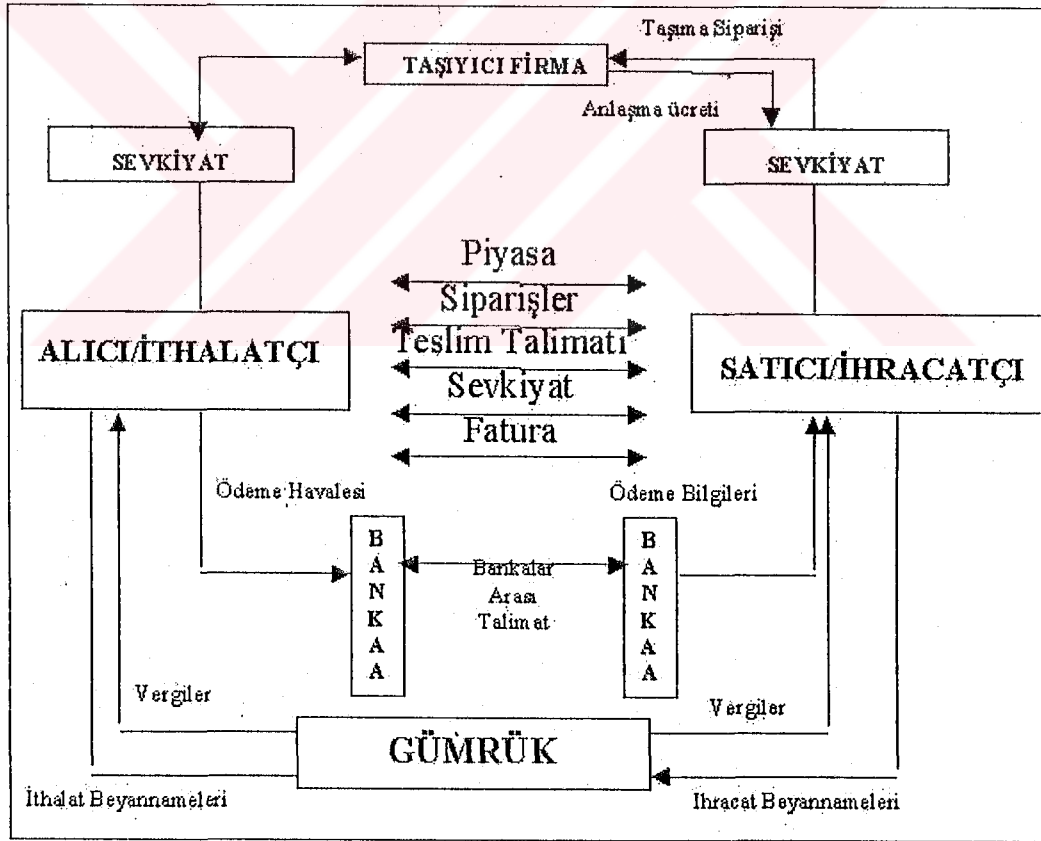 Taşıma Siparişi
TAŞIYICI FİRMA
Anlaşma ücreti
SEVKİYAT
SEVKİYAT
Piyasa
Siparişler
Teslim Talimatı
Sevkiyat
Fatura
ALICI/İTHALATÇI
SATICI/İHRACATÇI
Ödeme Havalesi
Ödeme Bilgileri
B
A
N
K
A
A
Bankalar
Arası
Talimat
B
A
N
K
A
A
Vergiler
Vergiler
GÜMRÜK
İthalat Beyannameleri
Ihracat Beyannameleri